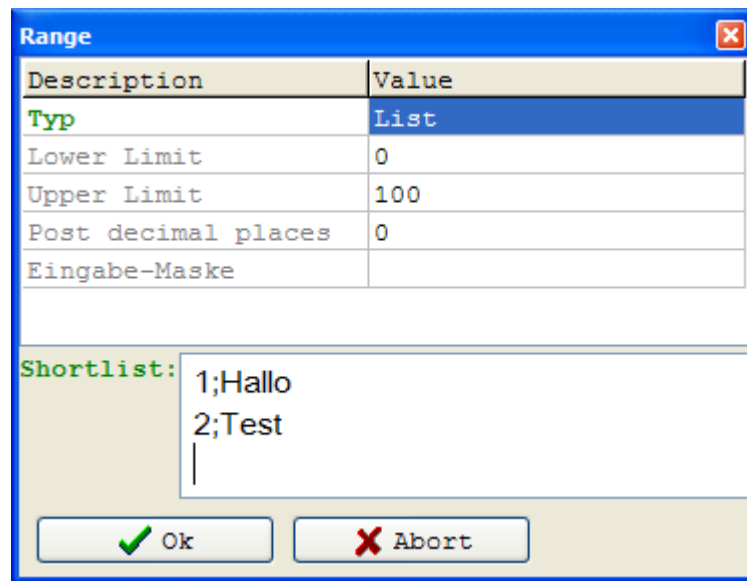 Range
Description Value
Typ List
Lower Limit 0
Upper Limit 100
Post decimal places 0
Eingabe-Maske
Shortlist:
1;Hallo
2;Test
Ok Abort